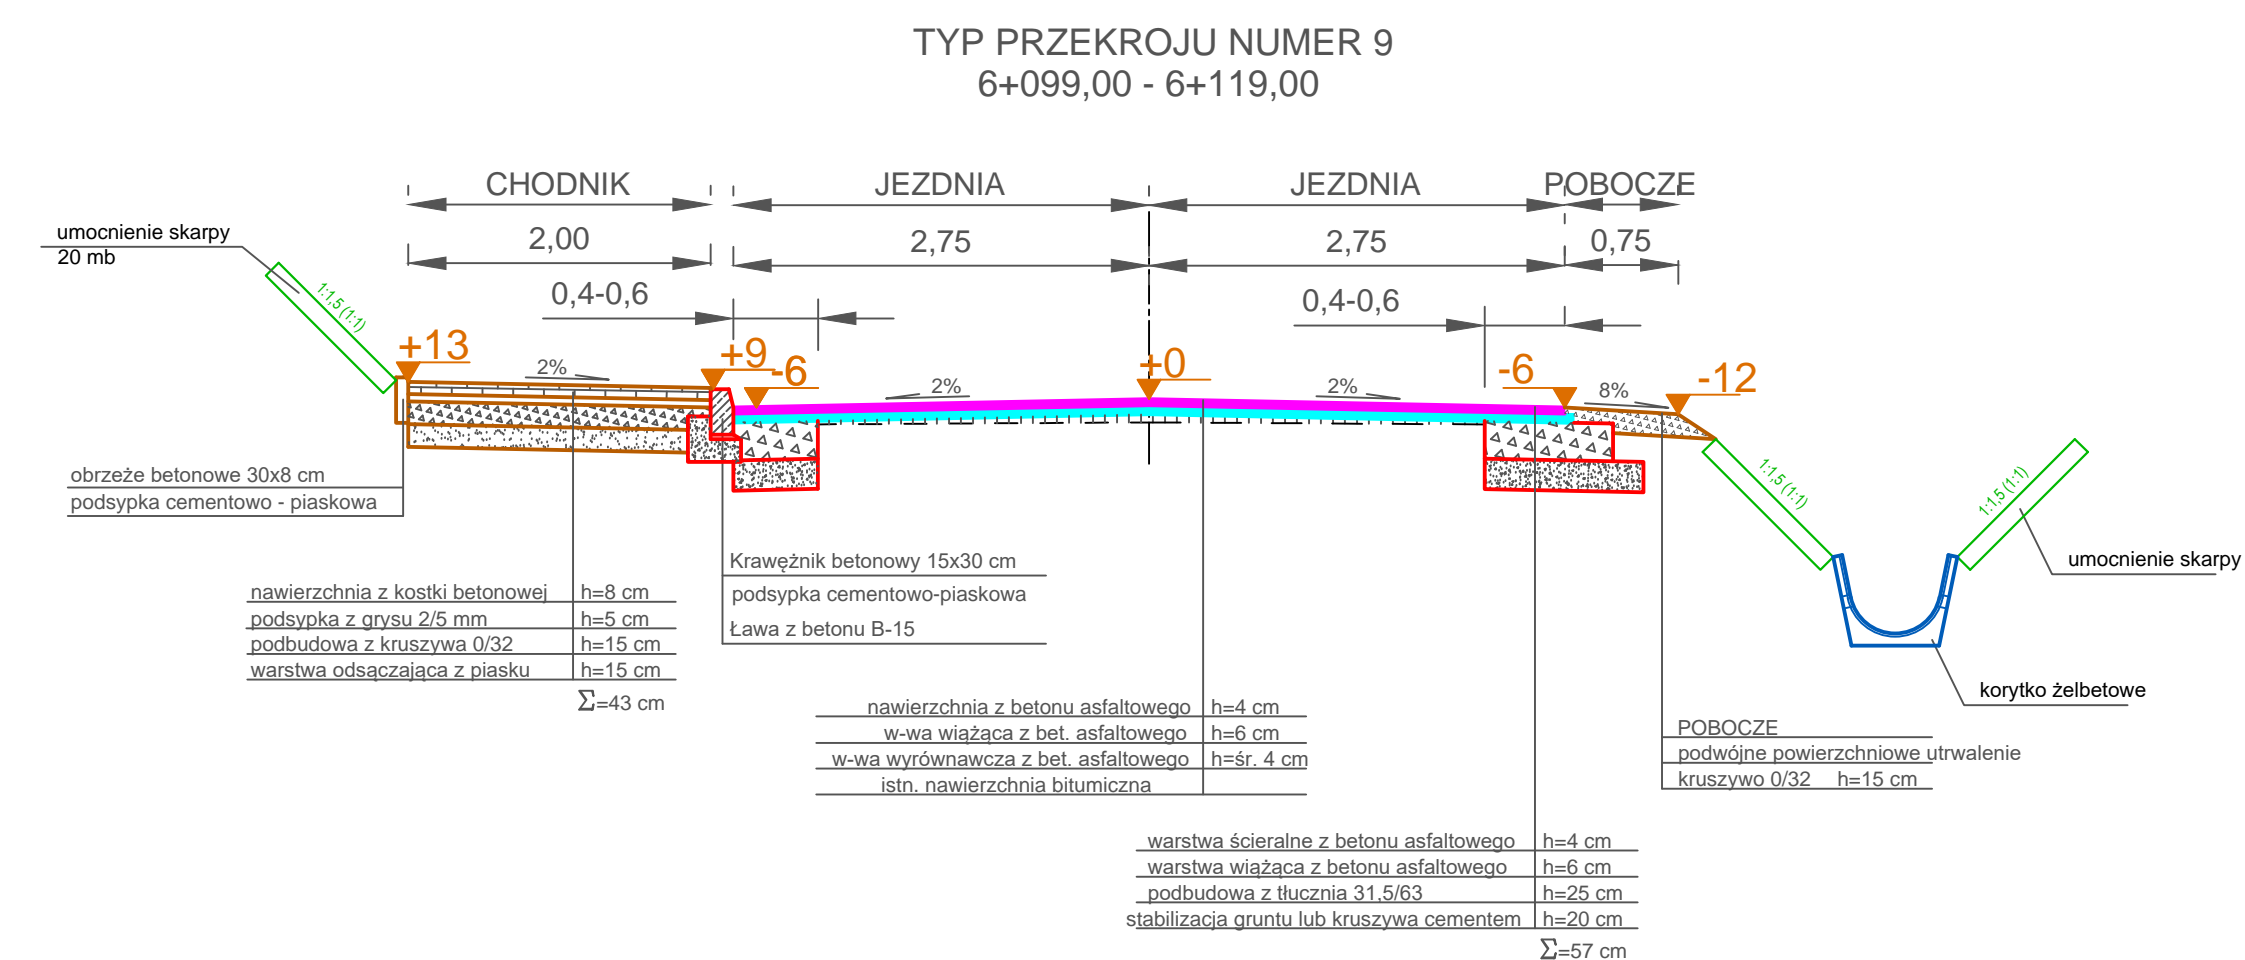 TYP PRZEKROJU NUMER 9
6+099,00 - 6+119,00
CHODNIK
JEZDNIA
JEZDNIA
POBOCZE
umocnienie skarpy
20 mb
2,00
2,75
2,75
0,75
0,4-0,6
0,4-0,6
1:1,5 (1:1)
+13
2%
+9
-6
2%
+0
2%
-6
8%
-12
1:1,5 (1:1)
1:1,5 (1:1)
obrzeże betonowe 30x8 cm
podsypka cementowo - piaskowa
Krawężnik betonowy 15x30 cm
podsypka cementowo-piaskowa
Ława z betonu B-15
umocnienie skarpy
nawierzchnia z kostki betonowej h=8 cm
podsypka z grysu 2/5 mm h=5 cm
podbudowa z kruszywa 0/32 h=15 cm
warstwa odsączająca z piasku h=15 cm
Σ=43 cm
korytko żelbetowe
nawierzchnia z betonu asfaltowego h=4 cm
w-wa wiążąca z bet. asfaltowego h=6 cm
w-wa wyrównawcza z bet. asfaltowego h=śr. 4 cm
istn. nawierzchnia bitumiczna
POBOCZE
podwójne powierzchniowe utrwalenie
kruszywo 0/32 h=15 cm
warstwa ścieralne z betonu asfaltowego h=4 cm
warstwa wiążąca z betonu asfaltowego h=6 cm
podbudowa z tłucznia 31,5/63 h=25 cm
stabilizacja gruntu lub kruszywa cementem h=20 cm
Σ=57 cm